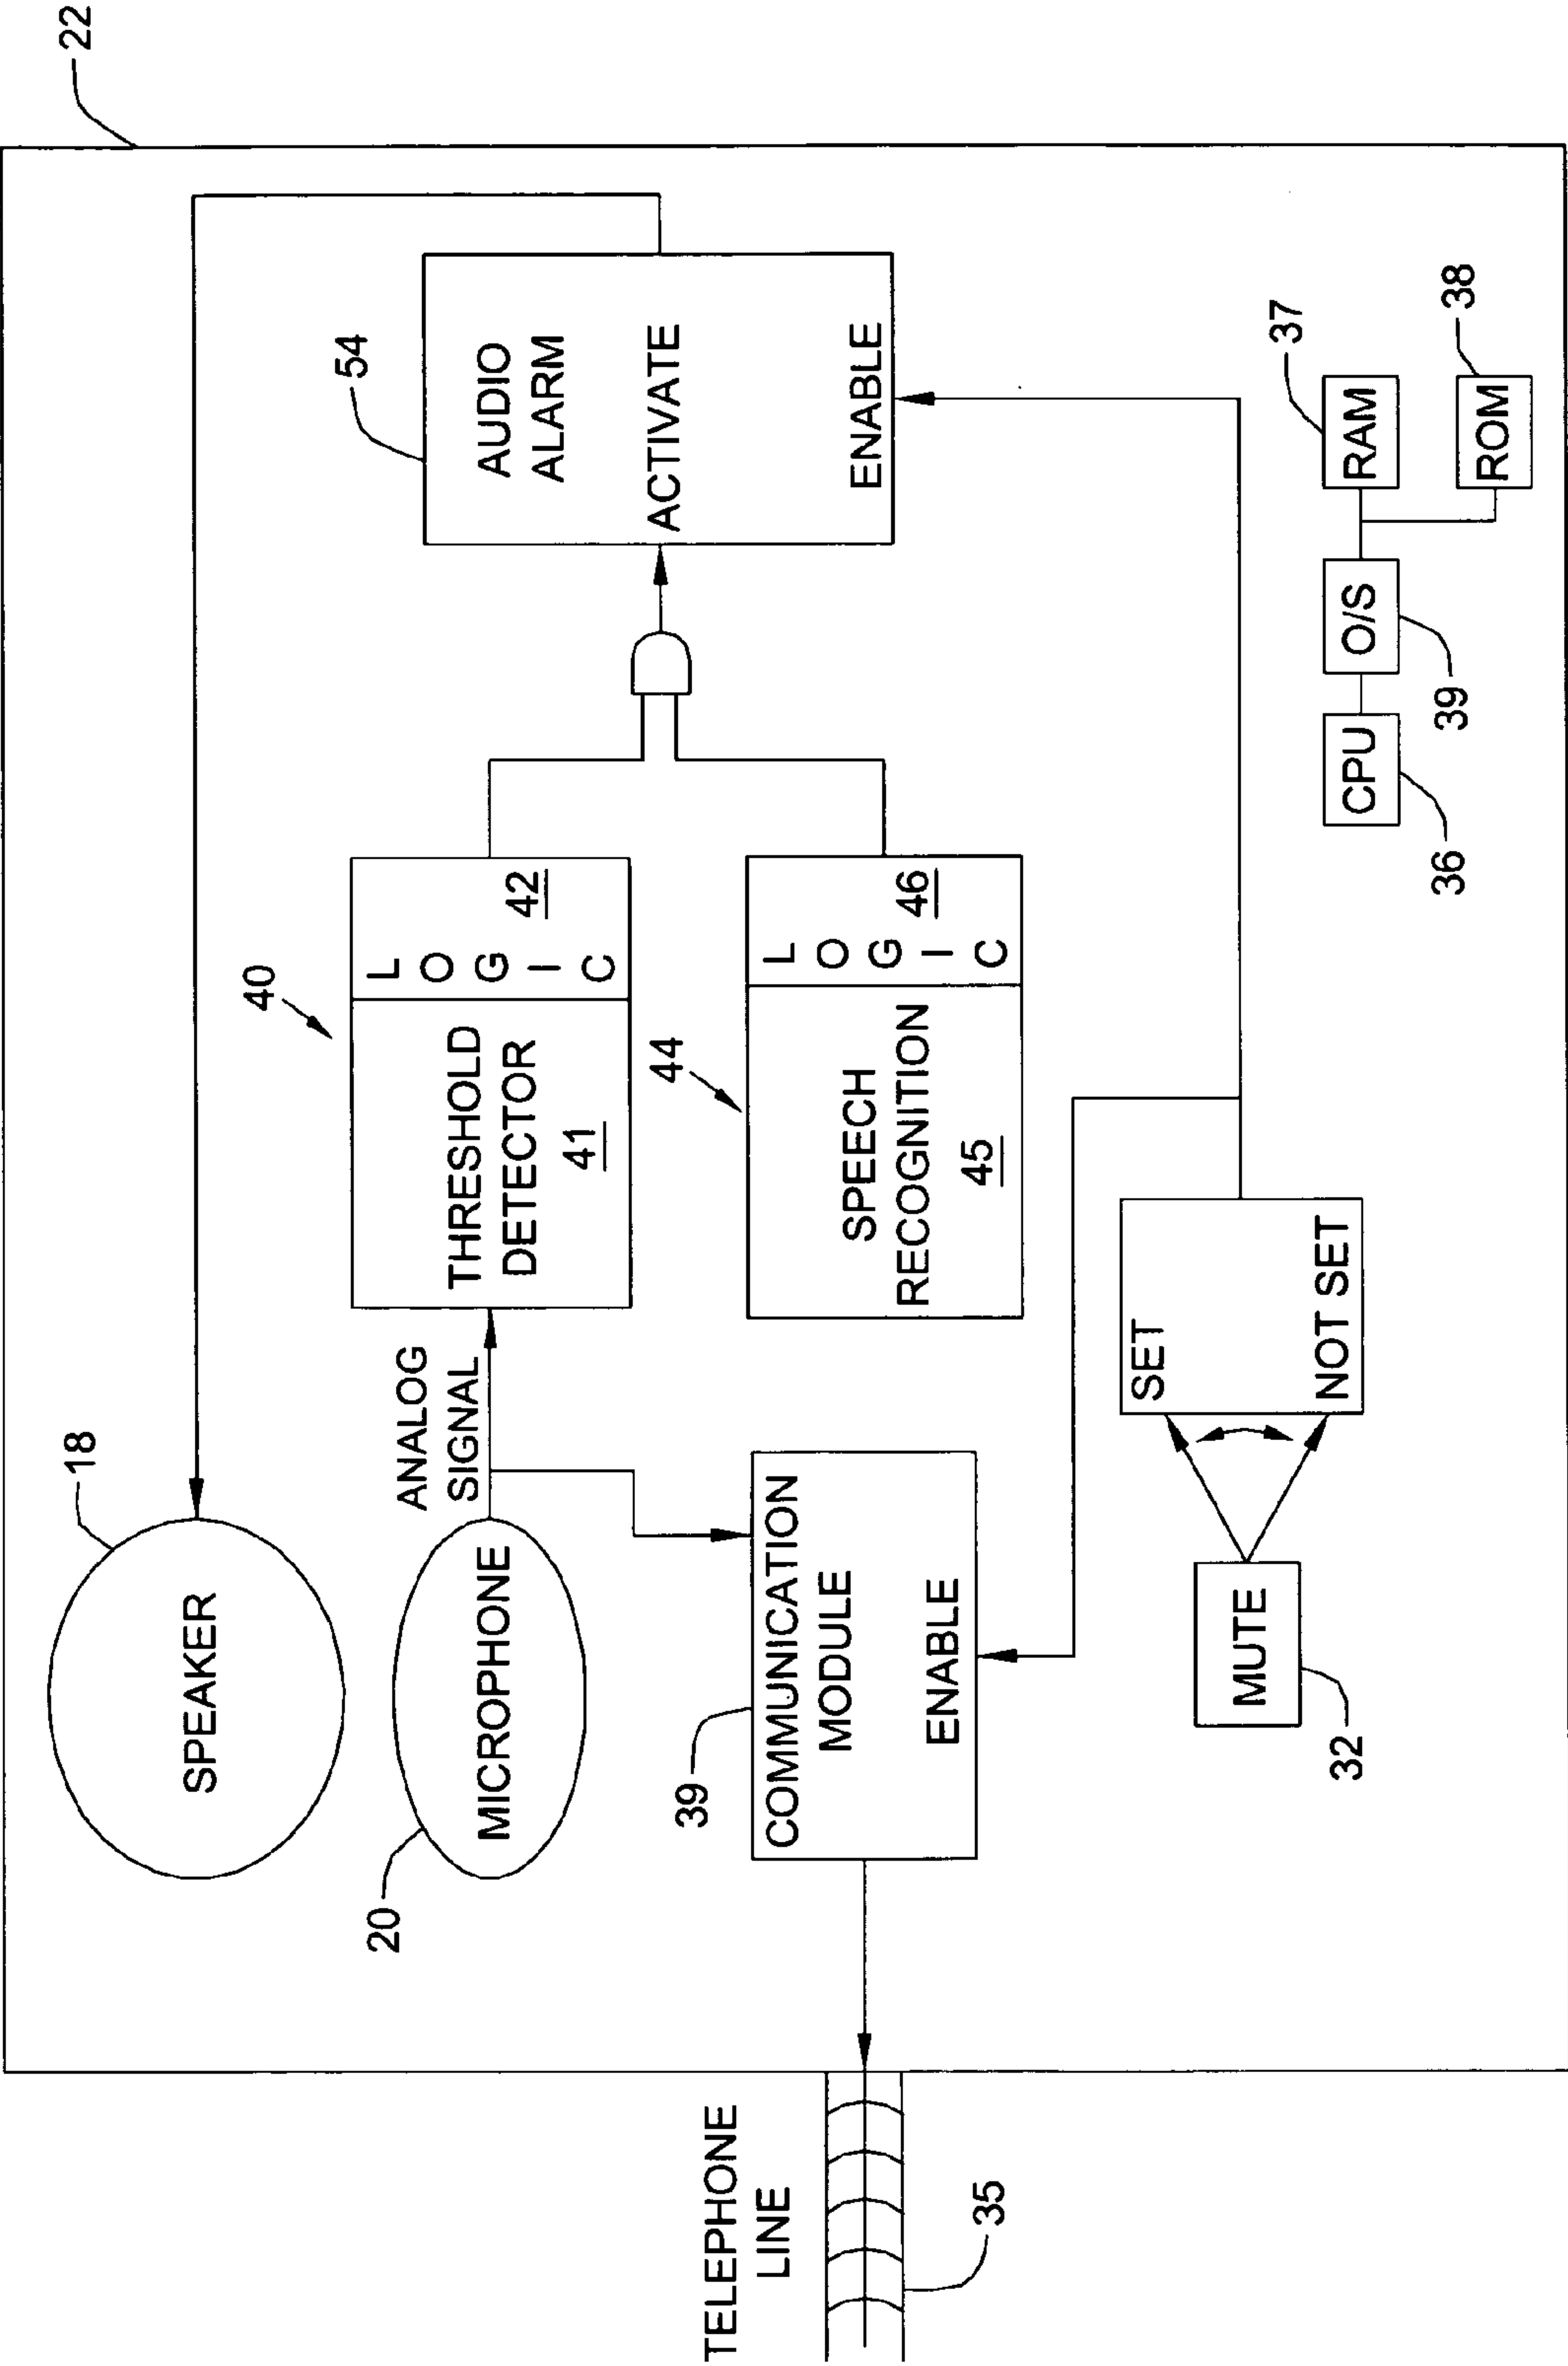 22
18
SPEAKER
20
MICROPHONE
ANALOG
SIGNAL
40
THRESHOLD
DETECTOR
41
LOGIC
42
54
AUDIO
ALARM
ACTIVATE
ENABLE
44
SPEECH
RECOGNITION
45
LOGIC
46
39
COMMUNICATION
MODULE
ENABLE
TELEPHONE
LINE
35
MUTE
32
SET
NOT SET
CPU
36
O/S
39
RAM
37
ROM
38